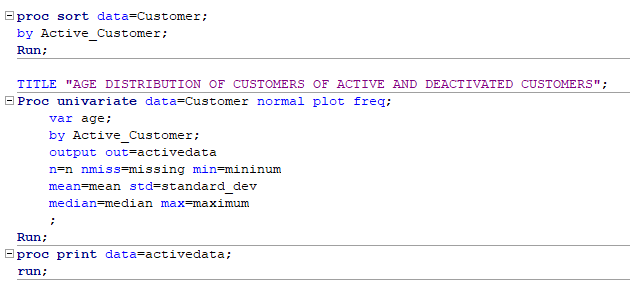 proc sort data=Customer;
by Active_Customer;
Run;
TITLE "AGE DISTRIBUTION OF CUSTOMERS OF ACTIVE AND DEACTIVATED CUSTOMERS";
Proc univariate data=Customer normal plot freq;
var age;
by Active_Customer;
output out=activedata
n=n nmiss=missing min=mininum
mean=mean std=standard_dev
median=median max=maximum
;
Run;
proc print data=activedata;
run;